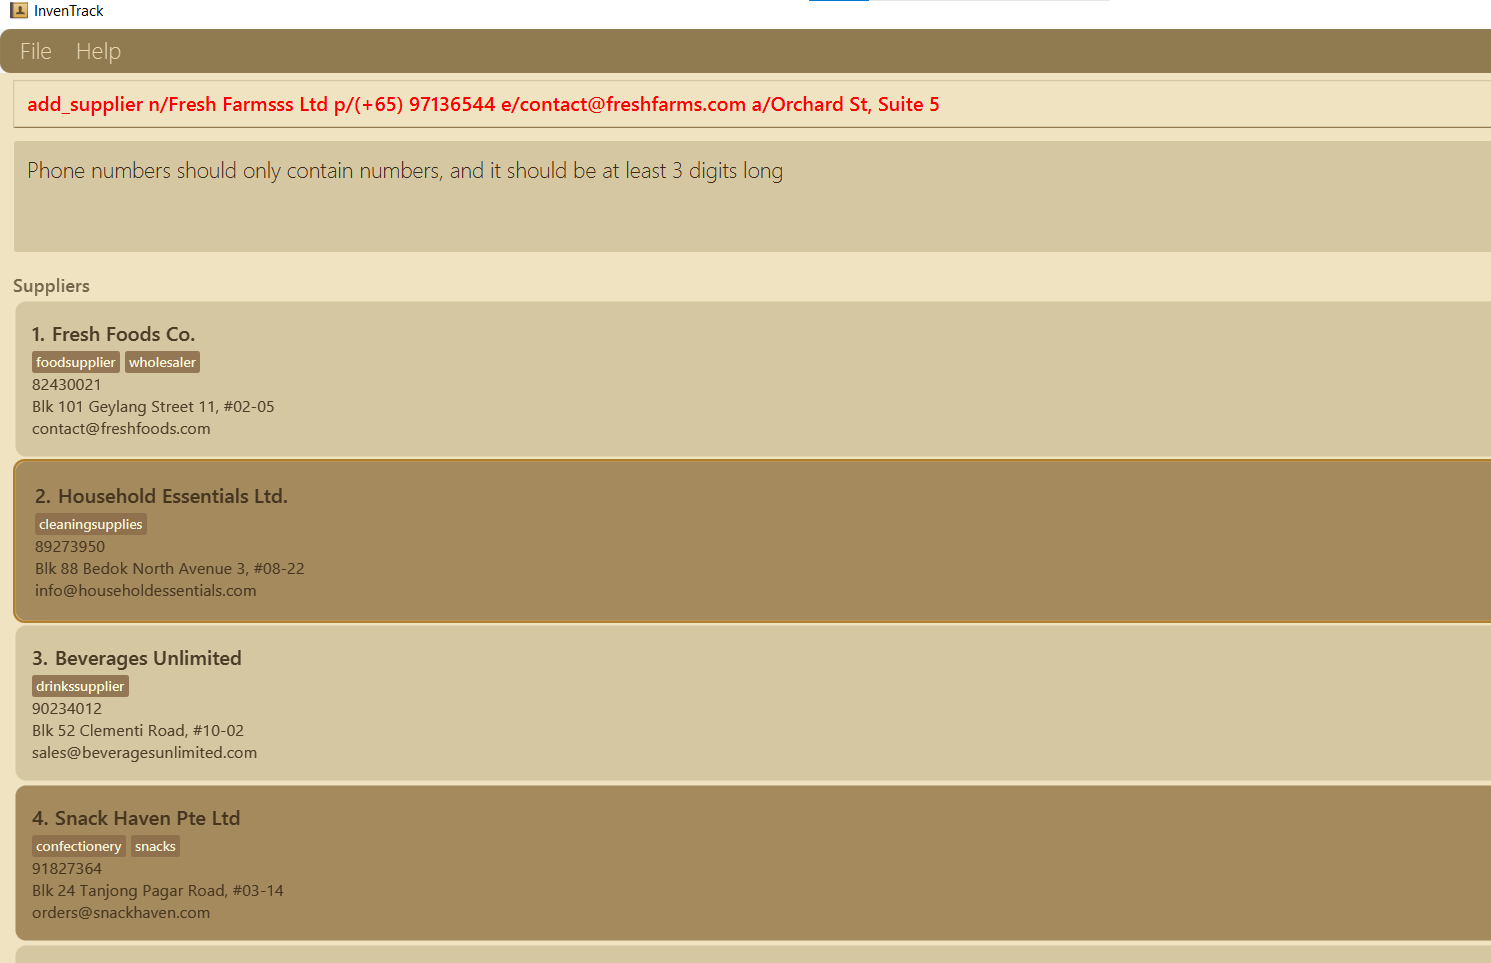 InvenTrack
File Help
add_supplier n/Fresh Farmsss Ltd p/(+65) 97136544 e/contact@freshfarms.com a/Orchard St, Suite 5
Phone numbers should only contain numbers, and it should be at least 3 digits long
Suppliers
1. Fresh Foods Co.
foodsupplier wholesaler
82430021
Blk 101 Geylang Street 11, #02-05
contact@freshfoods.com
2. Household Essentials Ltd.
cleaningsupplies
89273950
Blk 88 Bedok North Avenue 3, #08-22
info@householdessentials.com
3. Beverages Unlimited
drinkssupplier
90234012
Blk 52 Clementi Road, #10-02
sales@beveragesunlimited.com
4. Snack Haven Pte Ltd
confectionery snacks
91827364
Blk 24 Tanjong Pagar Road, #03-14
orders@snackhaven.com